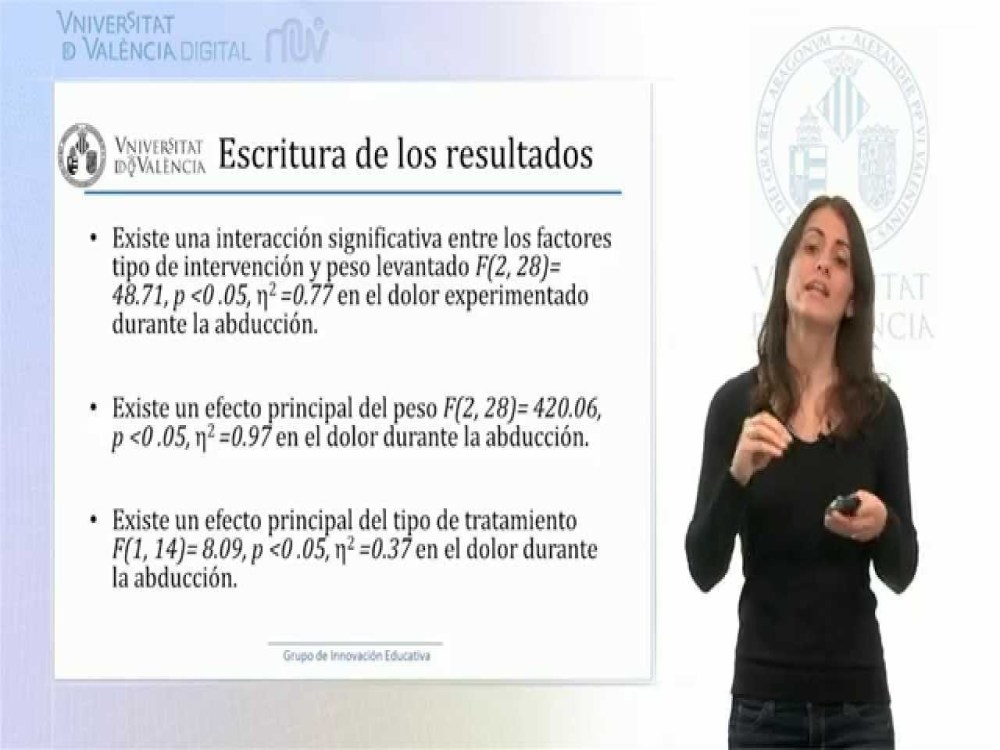 VNIVERSITAT
D VALÈNCIA DIGITAL
VNIVERSITAT
DVALÈNCIA
Escritura de los resultados
• Existe una interacción significativa entre los factores
tipo de intervención y peso levantado F(2, 28)=
48.71, p <0 .05, η² =0.77 en el dolor experimentado
durante la abducción.
• Existe un efecto principal del peso F(2, 28)= 420.06,
p <0 .05, η² =0.97 en el dolor durante la abducción.
• Existe un efecto principal del tipo de tratamiento
F(1, 14)= 8.09, p <0 .05, η² =0.37 en el dolor durante
la abducción.
Grupo de Innovación Educativa